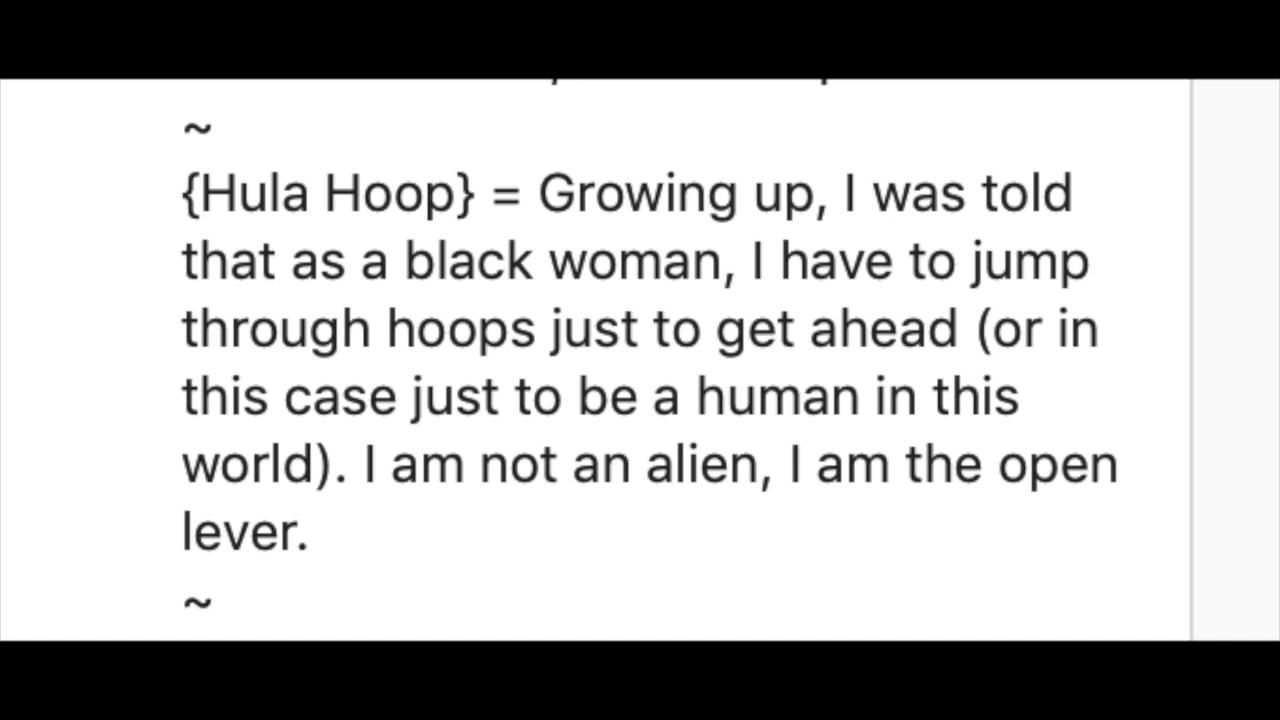 ~
{Hula Hoop} = Growing up, I was told
that as a black woman, I have to jump
through hoops just to get ahead (or in
this case just to be a human in this
world). I am not an alien, I am the open
lever.
~